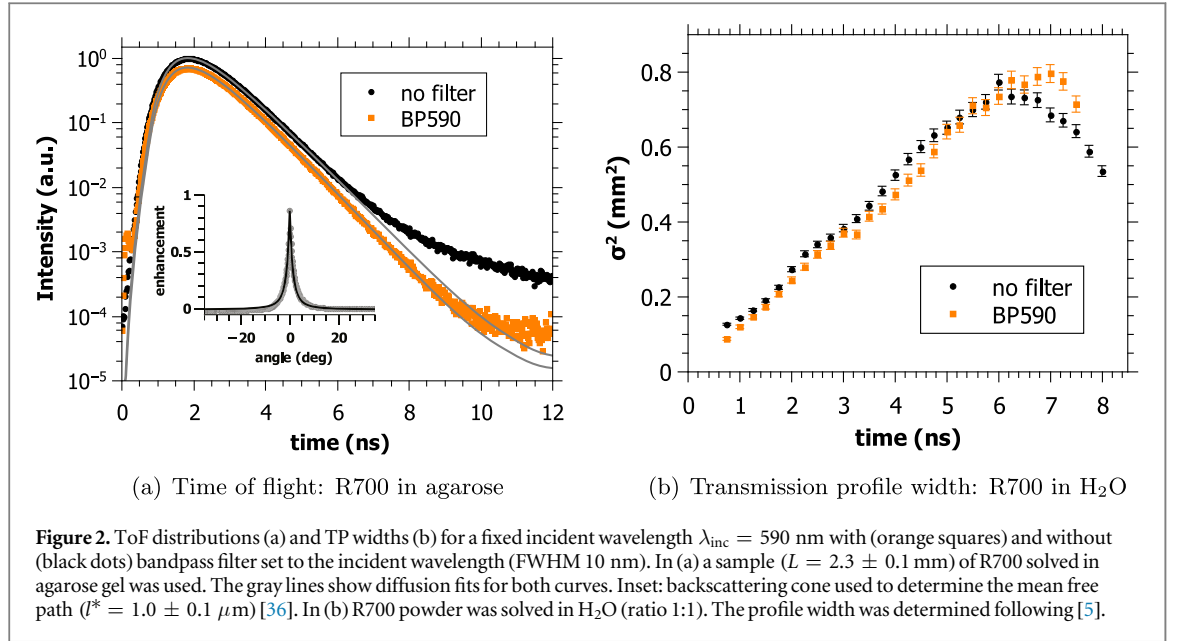 10⁰
10⁻¹
10⁻²
10⁻³
10⁻⁴
10⁻⁵
Intensity (a.u.)
no filter
BP590
1
0.5
0
enhancement
−20 0 20
angle (deg)
0 2 4 6 8 10 12
time (ns)
(a) Time of flight: R700 in agarose
0.8
0.6
0.4
0.2
0
σ² (mm²)
no filter
BP590
0 1 2 3 4 5 6 7 8
time (ns)
(b) Transmission profile width: R700 in H₂O
Figure 2. ToF distributions (a) and TP widths (b) for a fixed incident wavelength λinc = 590 nm with (orange squares) and without
(black dots) bandpass filter set to the incident wavelength (FWHM 10 nm). In (a) a sample (L = 2.3 ± 0.1 mm) of R700 solved in
agarose gel was used. The gray lines show diffusion fits for both curves. Inset: backscattering cone used to determine the mean free
path (l* = 1.0 ± 0.1 μm) [36]. In (b) R700 powder was solved in H₂O (ratio 1:1). The profile width was determined following [5].